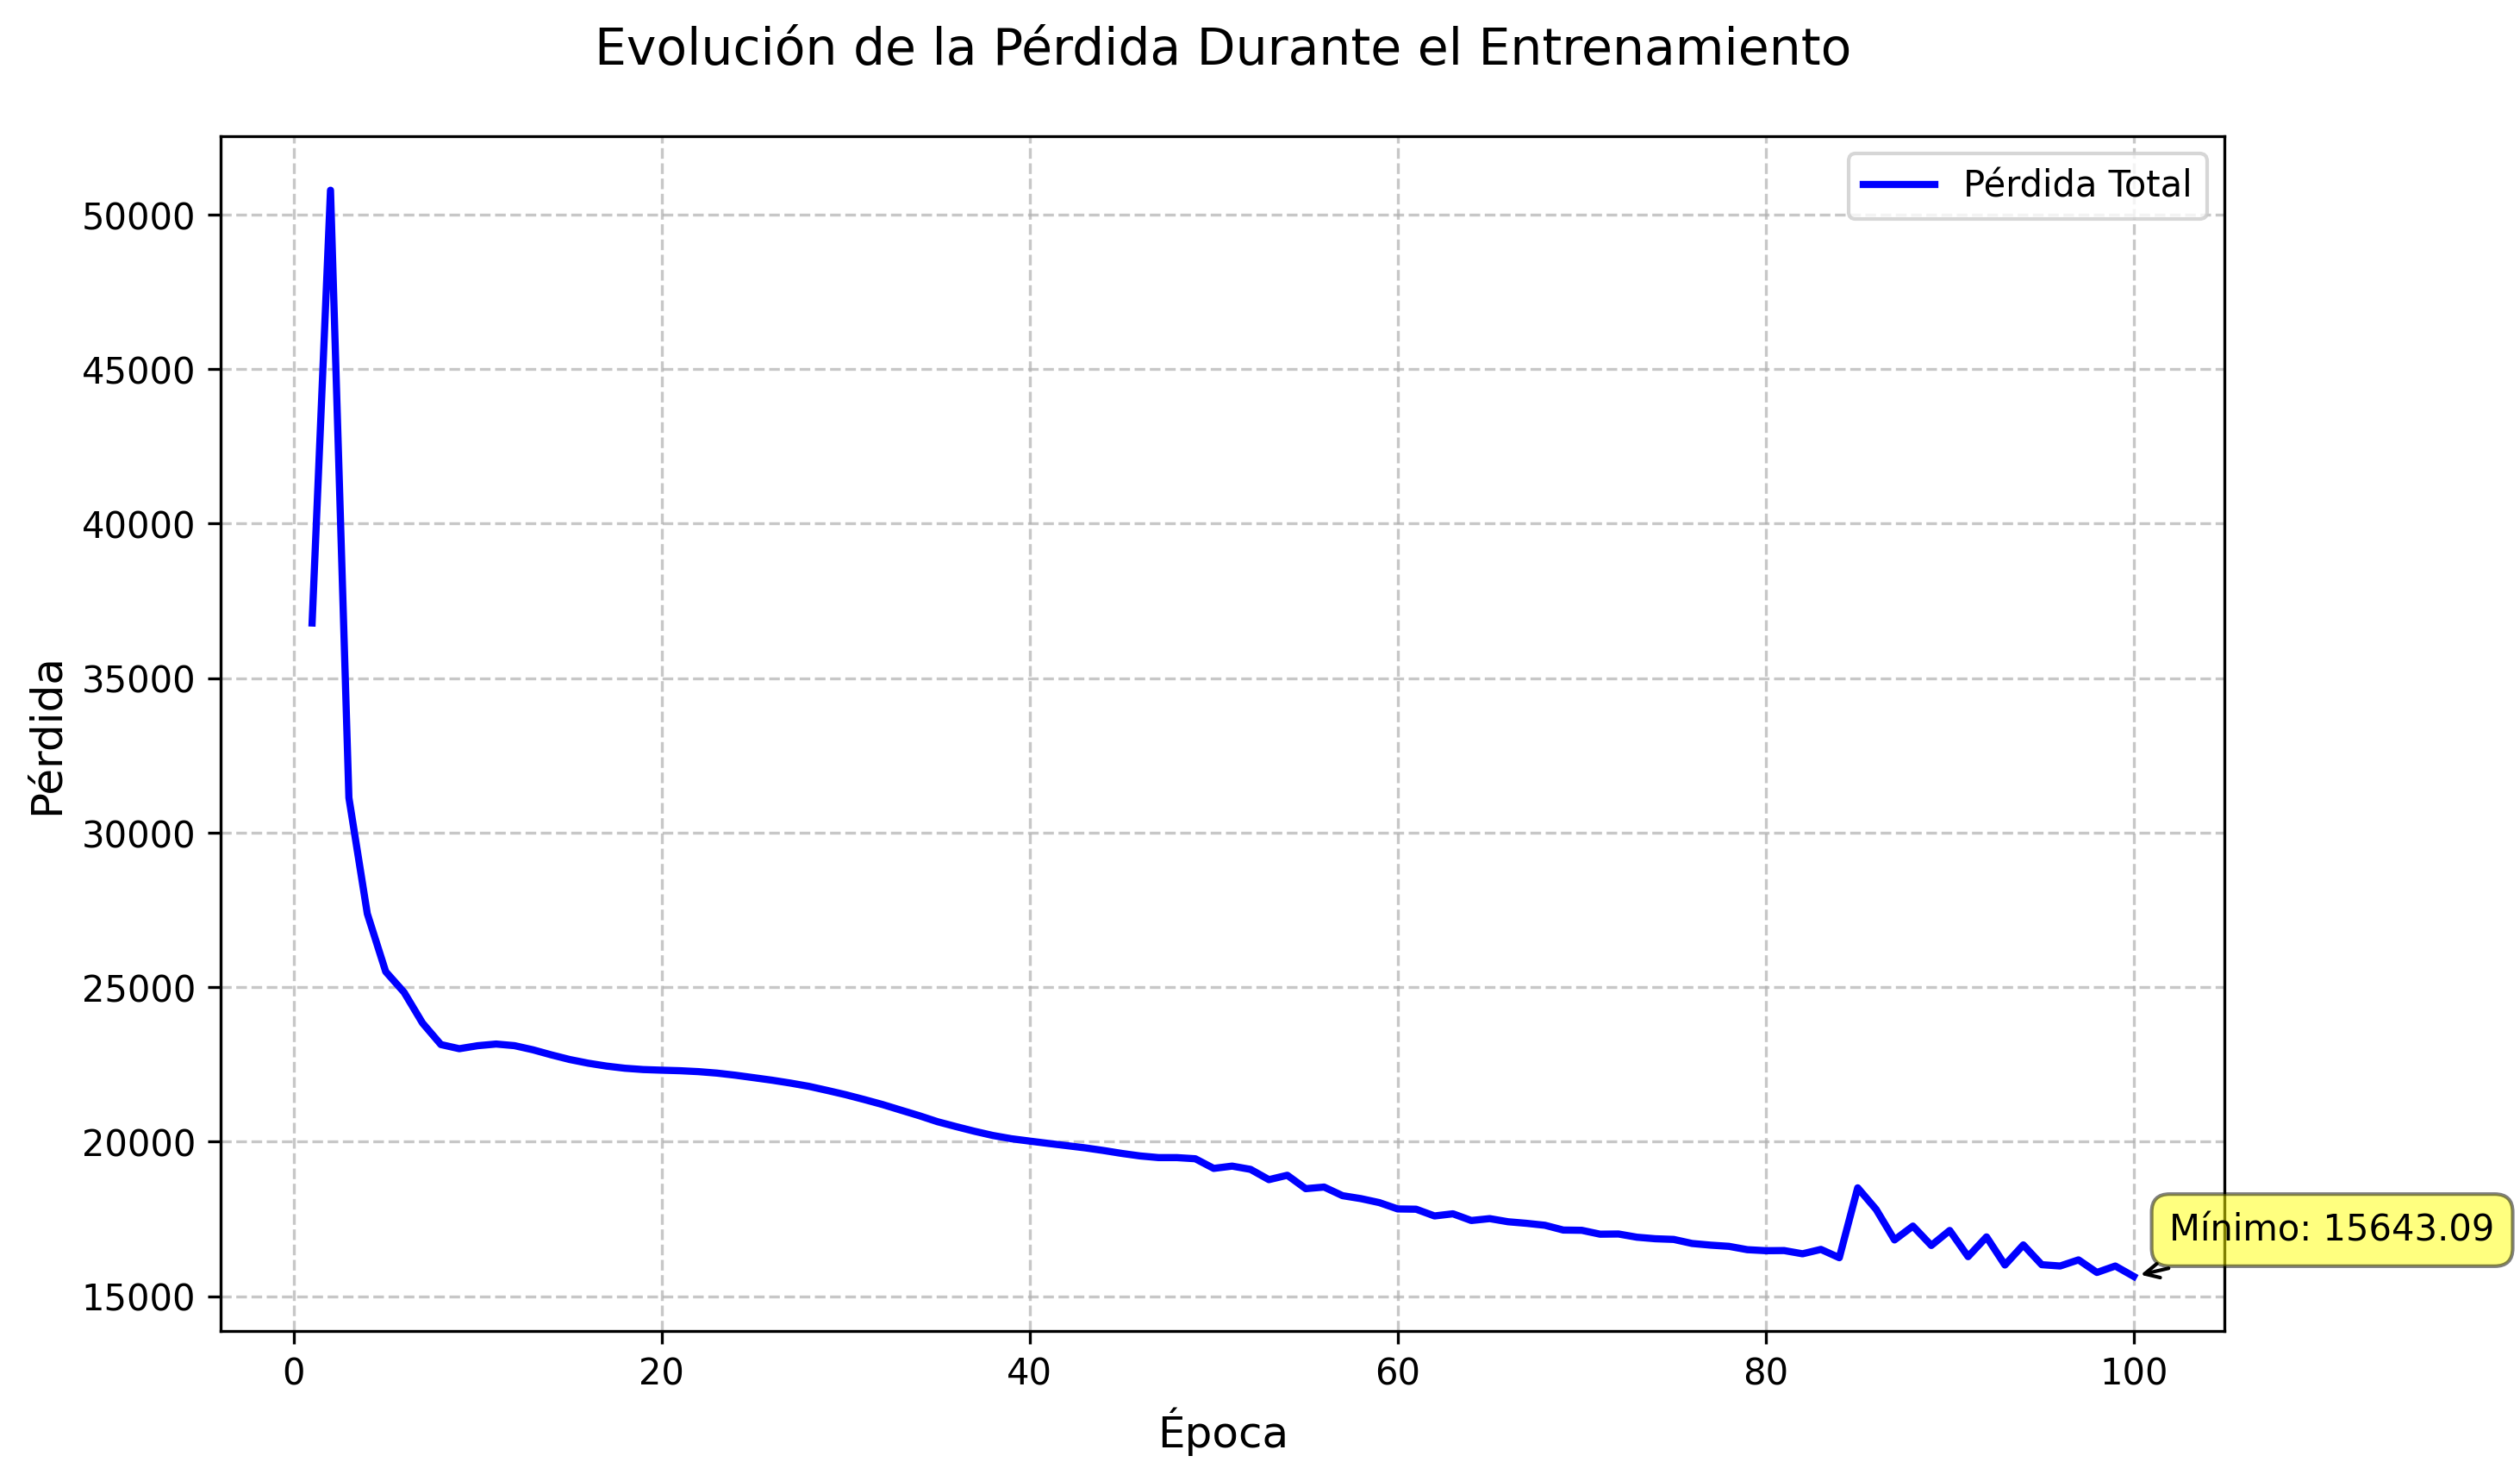 Evolución de la Pérdida Durante el Entrenamiento
Pérdida Total
50000
45000
40000
35000
30000
25000
20000
15000
Pérdida
Mínimo: 15643.09
0 20 40 60 80 100
Época